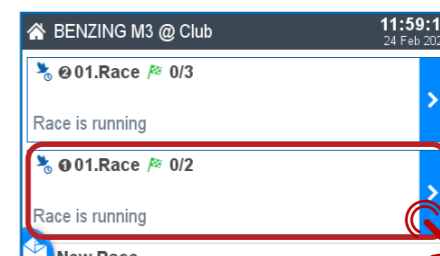 BENZING M3 @ Club 11:59:1
24 Feb 202
❷01.Race 0/3
Race is running
❶01.Race 0/2
Race is running
New Race